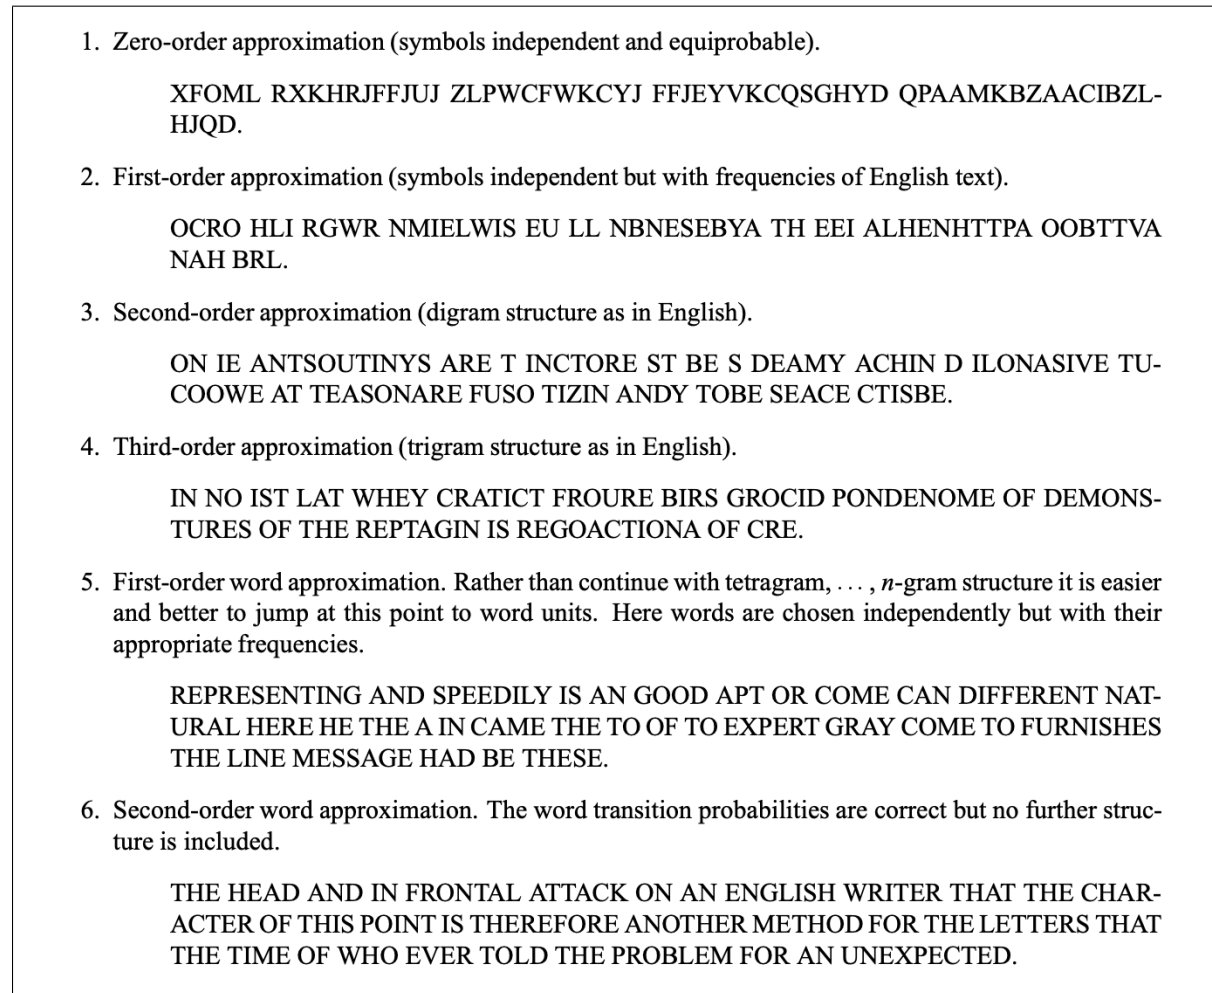 1. Zero-order approximation (symbols independent and equiprobable).
XFOML RXKHRJFFJUJ ZLPWCFWKCYJ FFJEYVKCQSGHYD QPAAMKBZAACIBZL-
HJQD.
2. First-order approximation (symbols independent but with frequencies of English text).
OCRO HLI RGWR NMIELWIS EU LL NBNESEBYA TH EEI ALHENHTTPA OOBTTVA
NAH BRL.
3. Second-order approximation (digram structure as in English).
ON IE ANTSOUTINYS ARE T INCTORE ST BE S DEAMY ACHIN D ILONASIVE TU-
COOWE AT TEASONARE FUSO TIZIN ANDY TOBE SEACE CTISBE.
4. Third-order approximation (trigram structure as in English).
IN NO IST LAT WHEY CRATICT FROURE BIRS GROCID PONDENOME OF DEMONS-
TURES OF THE REPTAGIN IS REGOACTIONA OF CRE.
5. First-order word approximation. Rather than continue with tetragram, . . . , n-gram structure it is easier
and better to jump at this point to word units. Here words are chosen independently but with their
appropriate frequencies.
REPRESENTING AND SPEEDILY IS AN GOOD APT OR COME CAN DIFFERENT NAT-
URAL HERE HE THE A IN CAME THE TO OF TO EXPERT GRAY COME TO FURNISHES
THE LINE MESSAGE HAD BE THESE.
6. Second-order word approximation. The word transition probabilities are correct but no further struc-
ture is included.
THE HEAD AND IN FRONTAL ATTACK ON AN ENGLISH WRITER THAT THE CHAR-
ACTER OF THIS POINT IS THEREFORE ANOTHER METHOD FOR THE LETTERS THAT
THE TIME OF WHO EVER TOLD THE PROBLEM FOR AN UNEXPECTED.